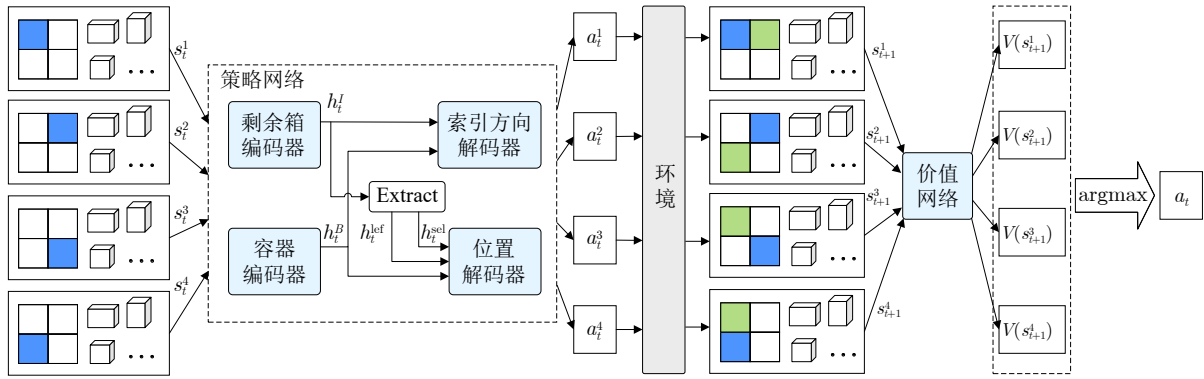 $s_t^1$
$s_t^2$
$s_t^3$
$s_t^4$
...
...
...
...
策略网络
剩余箱
编码器
$h_t^I$
索引方向
解码器
Extract
容器
编码器
$h_t^B$
$h_t^{\mathrm{lef}}$
$h_t^{\mathrm{sel}}$
位置
解码器
$a_t^1$
$a_t^2$
$a_t^3$
$a_t^4$
环
境
...
...
...
...
$s_{t+1}^1$
$s_{t+1}^2$
$s_{t+1}^3$
$s_{t+1}^4$
价值
网络
$V(s_{t+1}^1)$
$V(s_{t+1}^2)$
$V(s_{t+1}^3)$
$V(s_{t+1}^4)$
argmax
$a_t$